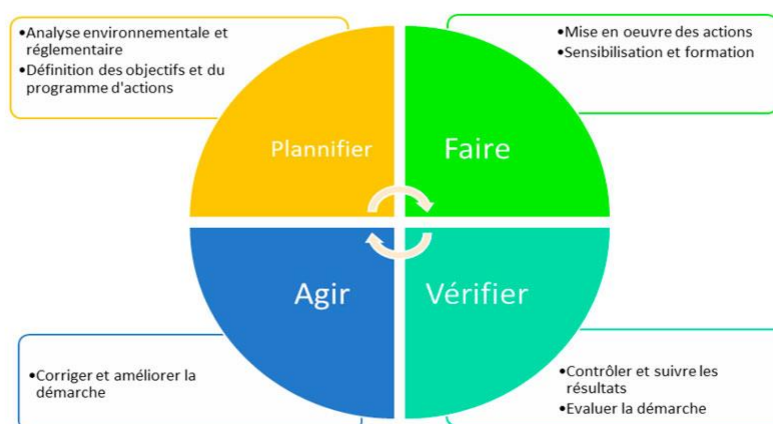 •Analyse environnementale et
réglementaire
•Définition des objectifs et du
programme d'actions
•Mise en oeuvre des actions
•Sensibilisation et formation
Plannifier
Faire
Agir
Vérifier
•Corriger et améliorer la
démarche
•Contrôler et suivre les
résultats
•Evaluer la démarche